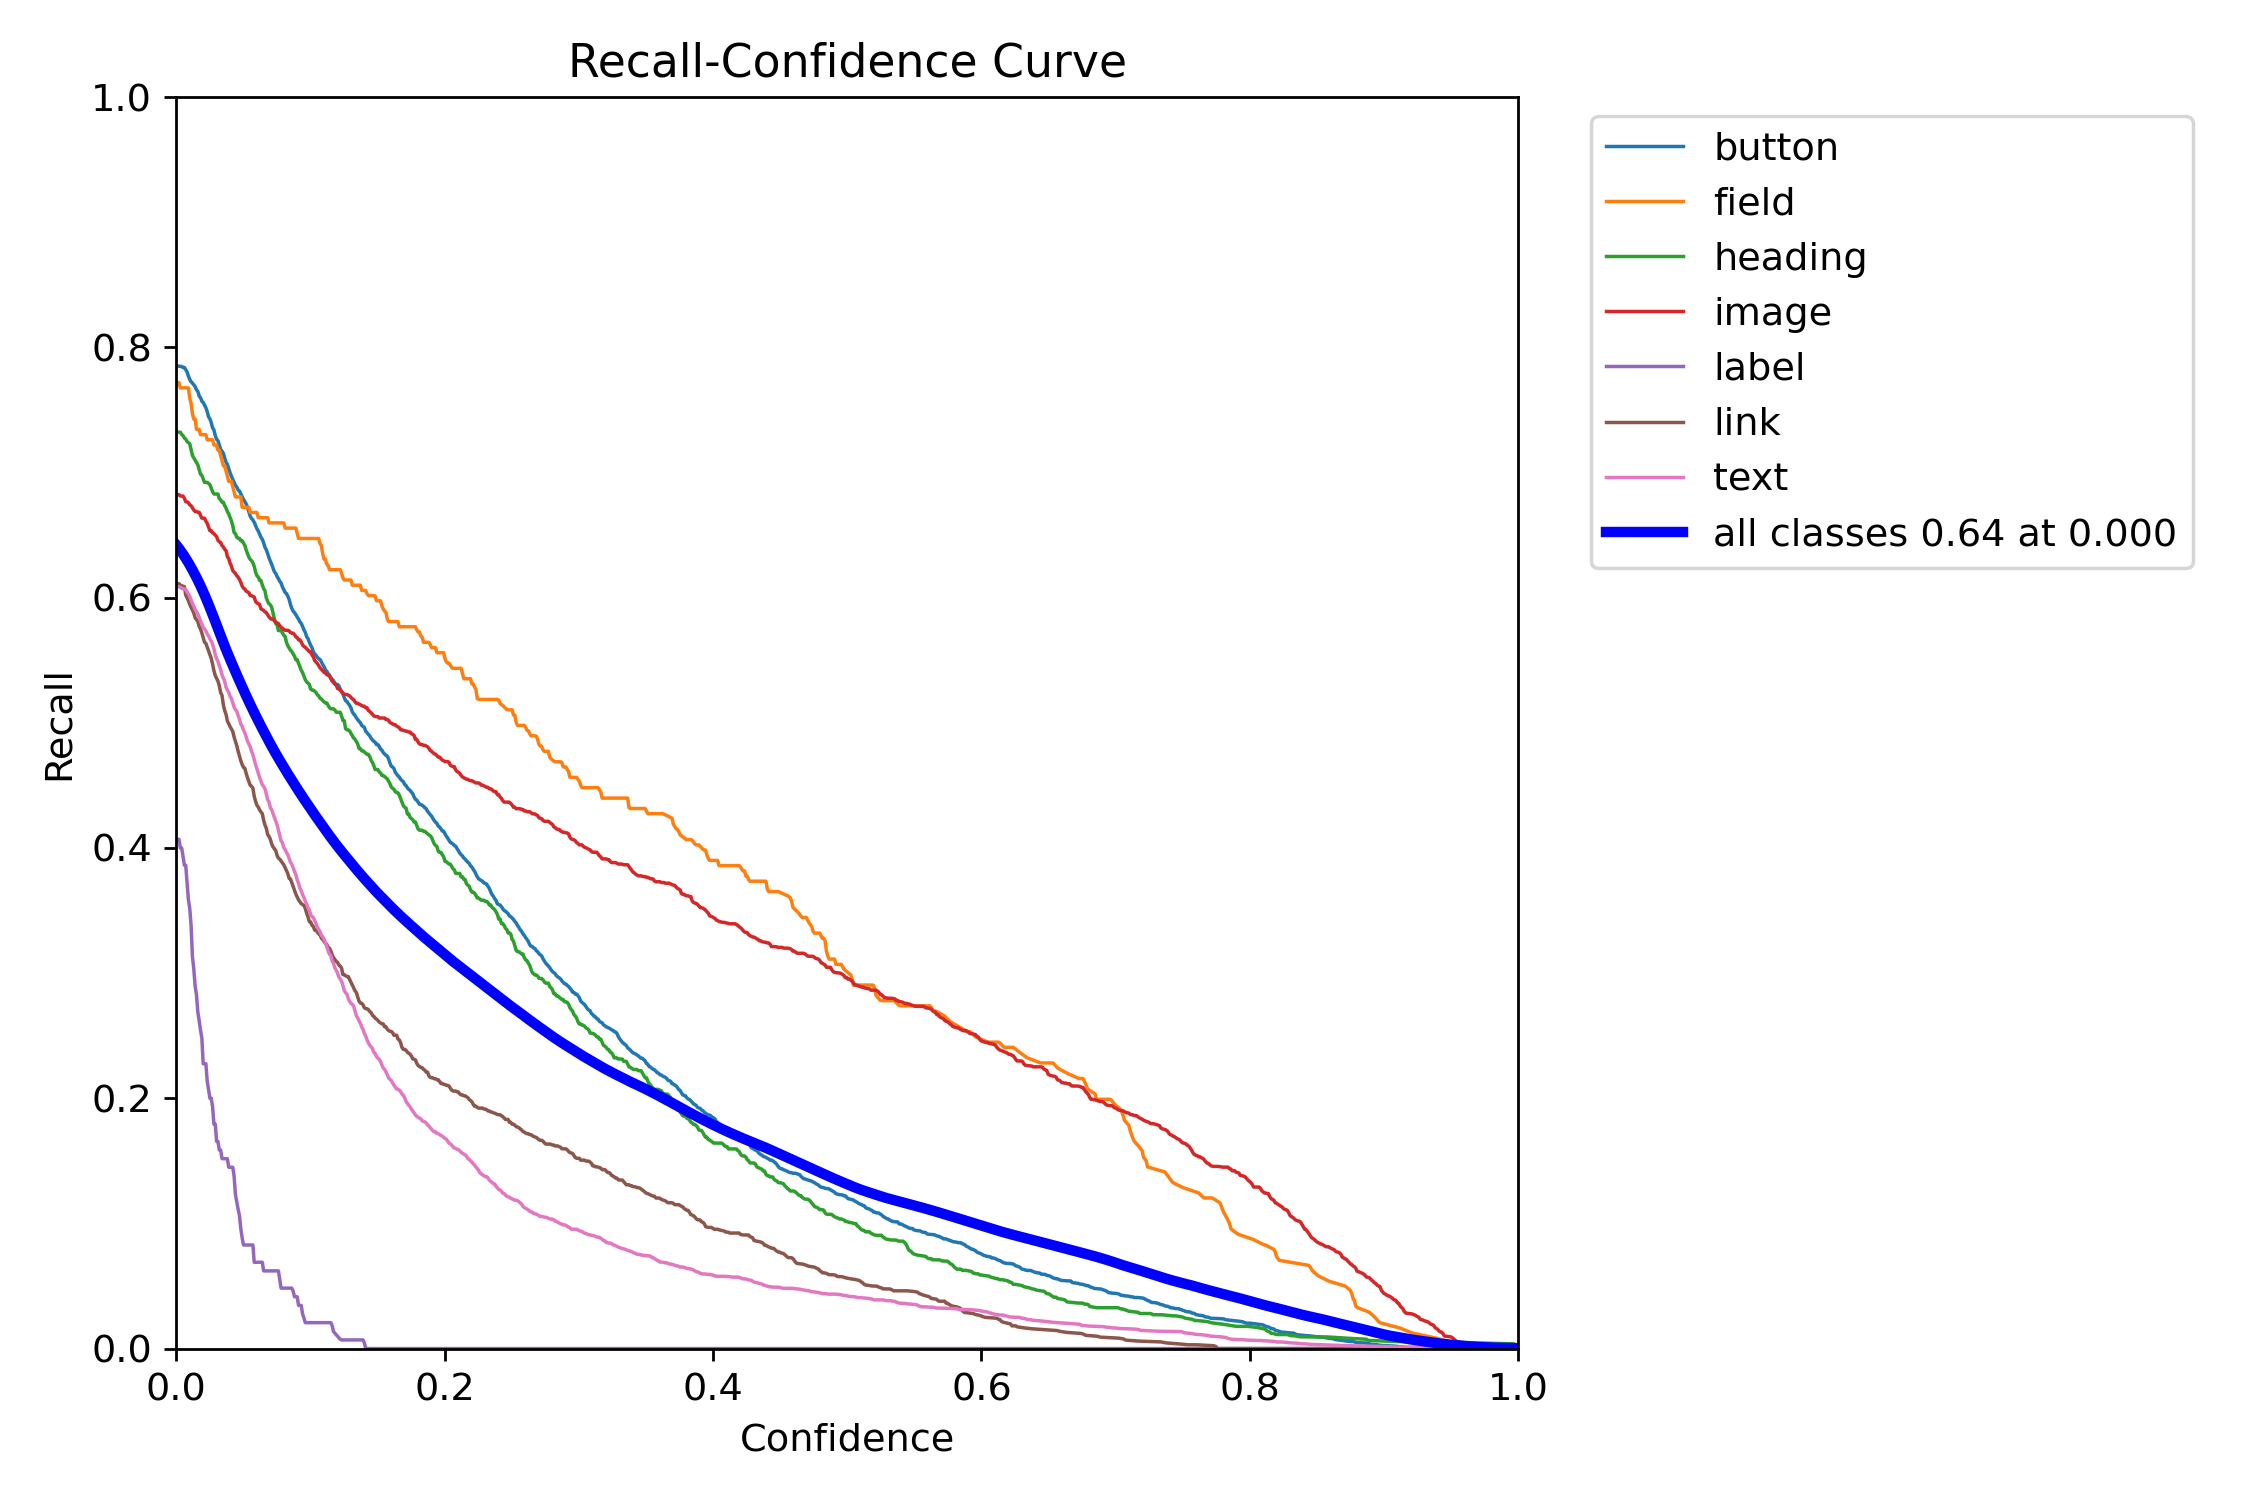 Recall-Confidence Curve
1.0
0.8
0.6
0.4
0.2
0.0
Recall
0.0 0.2 0.4 0.6 0.8 1.0
Confidence
button
field
heading
image
label
link
text
all classes 0.64 at 0.000